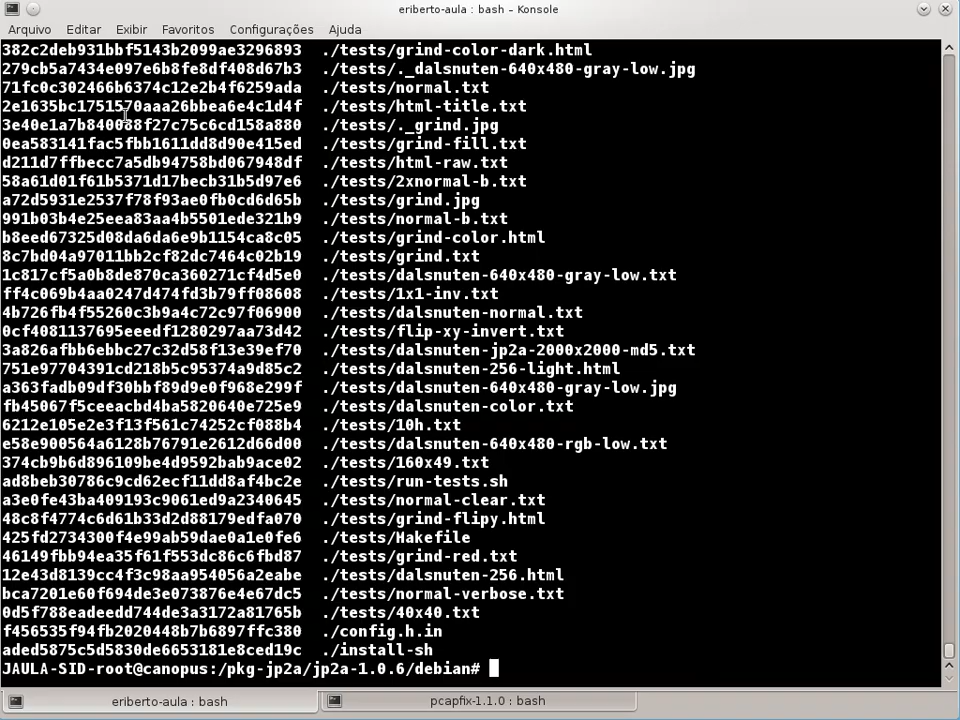 eriberto-aula : bash – Konsole
Arquivo Editar Exibir Favoritos Configurações Ajuda
382c2deb931bbf5143b2099ae3296893 ./tests/grind-color-dark.html
279cb5a7434e097e6b8fe8df408d67b3 ./tests/._dalsnuten-640x480-gray-low.jpg
71fc0c302466b6374c12e2b4f6259ada ./tests/normal.txt
2e1635bc1751570aaa26bbea6e4c1d4f ./tests/html-title.txt
3e40e1a7b840038f27c75c6cd158a880 ./tests/._grind.jpg
0ea583141fac5fbb1611dd8d90e415ed ./tests/grind-fill.txt
d211d7ffbecc7a5db94758bd067948df ./tests/html-raw.txt
58a61d01f61b5371d17becb31b5d97e6 ./tests/2xnormal-b.txt
a72d5931e2537f78f93ae0fb0cd6d65b ./tests/grind.jpg
991b03b4e25eea83aa4b5501ede321b9 ./tests/normal-b.txt
b8eed67325d08da6da6e9b1154ca8c05 ./tests/grind-color.html
8c7bd04a97011bb2cf82dc7464c02b19 ./tests/grind.txt
1c817cf5a0b8de870ca360271cf4d5e0 ./tests/dalsnuten-640x480-gray-low.txt
ff4c069b4aa0247d474fd3b79ff08608 ./tests/1x1-inv.txt
4b726fb4f55260c3b9a4c72c97f06900 ./tests/dalsnuten-normal.txt
0cf4081137695eeedf1280297aa73d42 ./tests/flip-xy-invert.txt
3a826afbb6ebbc27c32d58f13e39ef70 ./tests/dalsnuten-jp2a-2000x2000-md5.txt
751e97704391cd218b5c95374a9d85c2 ./tests/dalsnuten-256-light.html
a363fadb09df30bbf89d9e0f968e299f ./tests/dalsnuten-640x480-gray-low.jpg
fb45067f5ceeacbd4ba5820640e725e9 ./tests/dalsnuten-color.txt
6212e105e2e3f13f561c74252cf088b4 ./tests/10h.txt
e58e900564a6128b76791e2612d66d00 ./tests/dalsnuten-640x480-rgb-low.txt
374cb9b6d896109be4d9592bab9ace02 ./tests/160x49.txt
ad8beb30786c9cd62ecf11dd8af4bc2e ./tests/run-tests.sh
a3e0fe43ba409193c9061ed9a2340645 ./tests/normal-clear.txt
48c8f4774c6d61b33d2d88179edfa070 ./tests/grind-flipy.html
425fd2734300f4e99ab59dae0a1e0fe6 ./tests/Makefile
46149fbb94ea35f61f553dc86c6fbd87 ./tests/grind-red.txt
12e43d8139cc4f3c98aa954056a2eabe ./tests/dalsnuten-256.html
bca7201e60f694de3e073876e4e67dc5 ./tests/normal-verbose.txt
0d5f788eadeedd744de3a3172a81765b ./tests/40x40.txt
f456535f94fb2020448b7b6897ffc380 ./config.h.in
aded5875c5d5830de6653181e8ced19c ./install-sh
JAULA-SID-root@canopus:/pkg-jp2a/jp2a-1.0.6/debian#
eriberto-aula : bash pcapfix-1.1.0 : bash